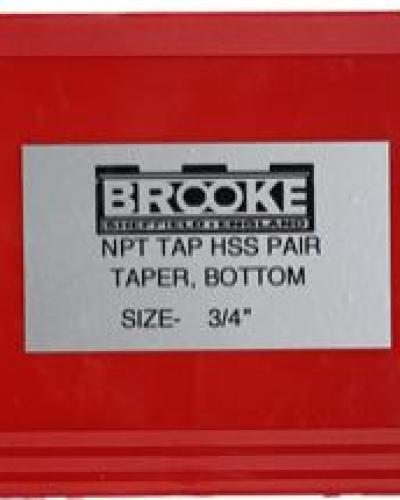 BROOKE
SHEFFIELD ENGLAND
NPT TAP HSS PAIR
TAPER, BOTTOM
SIZE- 3/4"